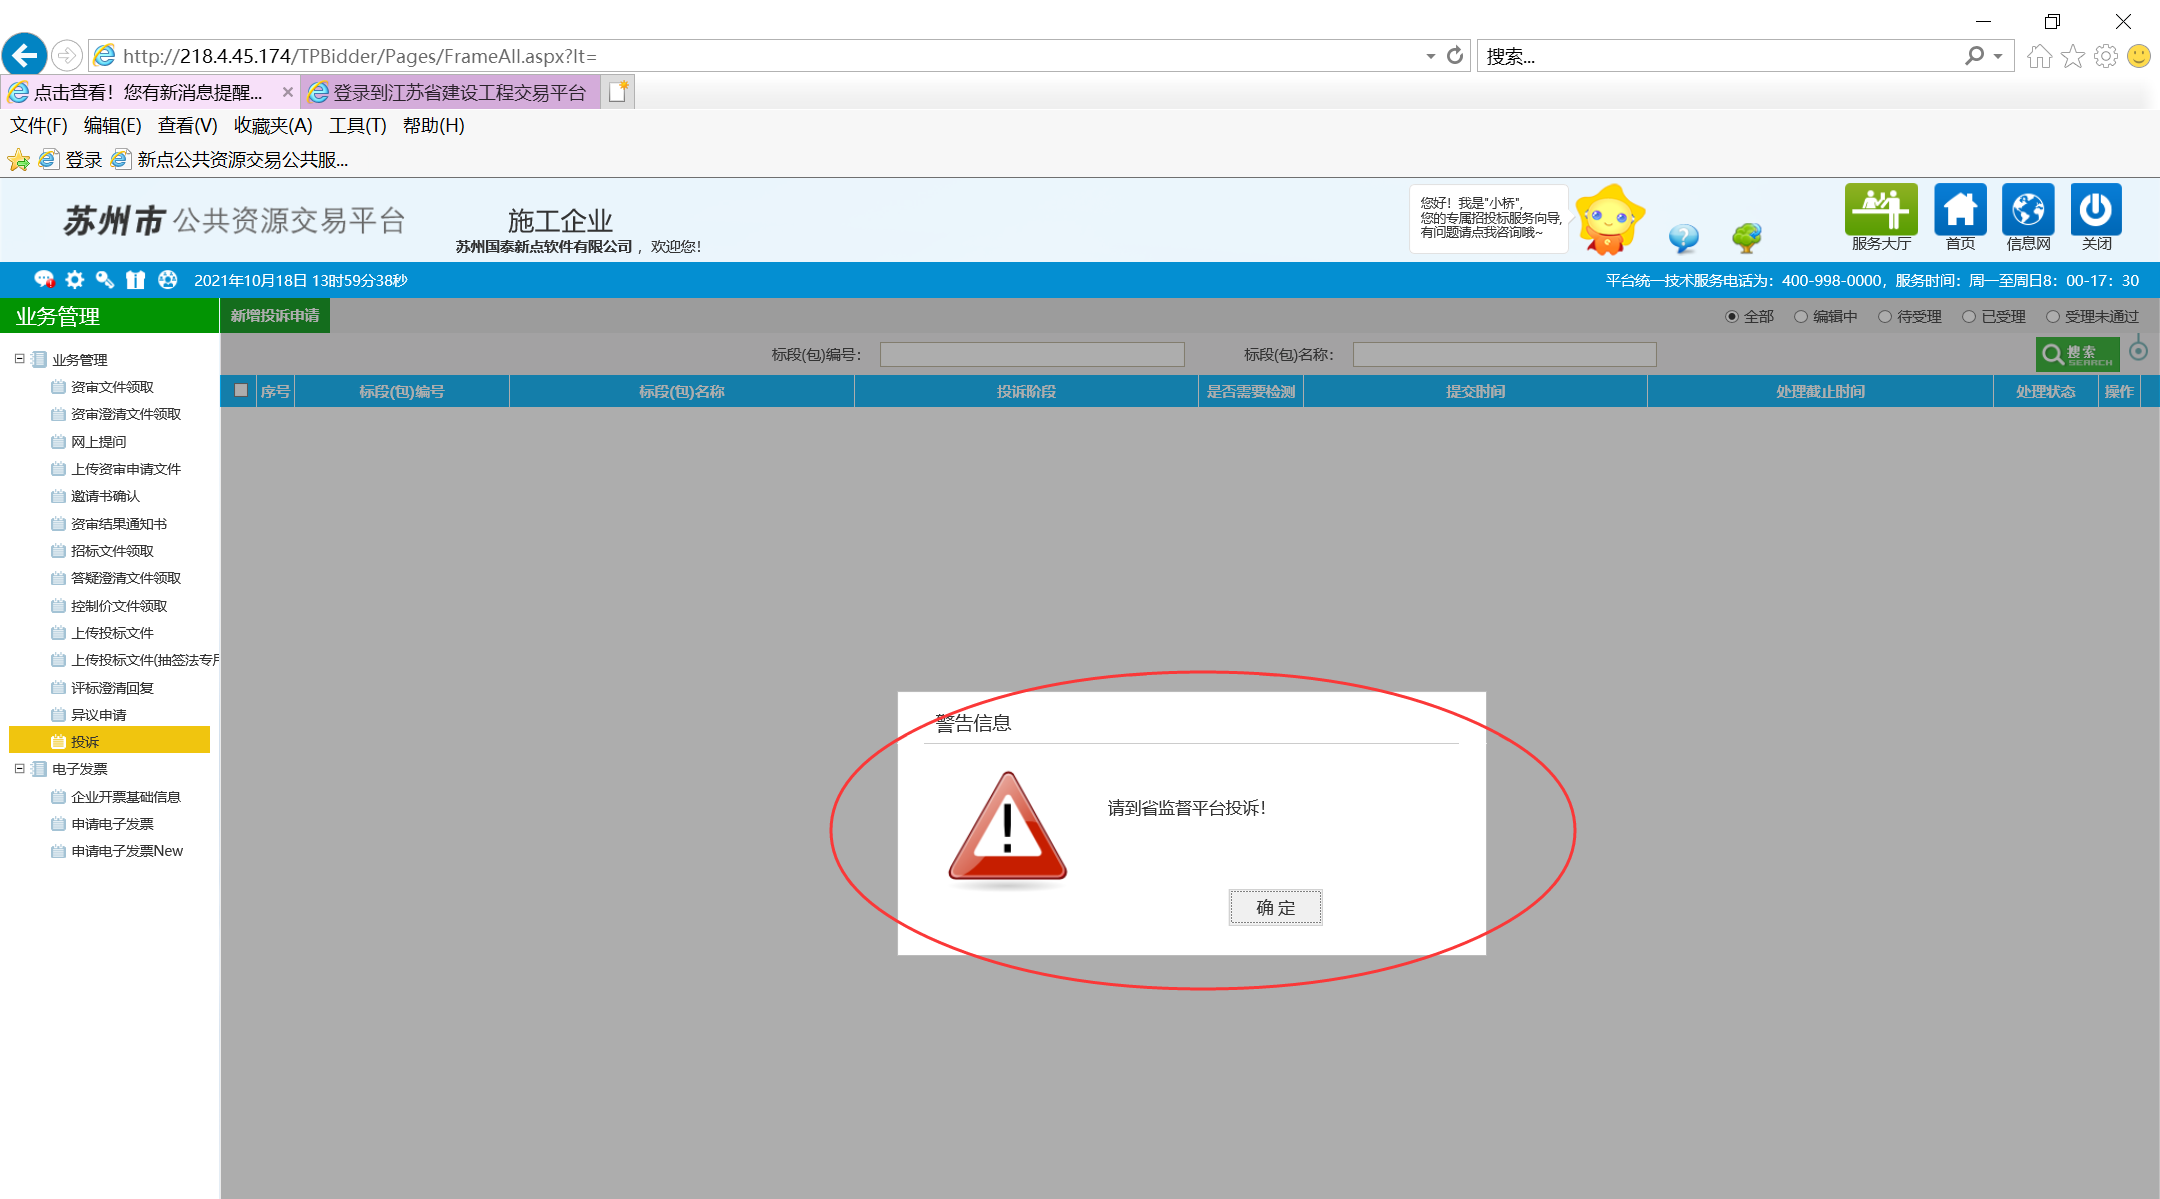 http://218.4.45.174/TPBidder/Pages/FrameAll.aspx?lt=
搜索...
点击查看！您有新消息提醒...
登录到江苏省建设工程交易平台
文件(F) 编辑(E) 查看(V) 收藏夹(A) 工具(T) 帮助(H)
登录 新点公共资源交易公共服...
苏州市 公共资源交易平台
施工企业
苏州国泰新点软件有限公司 ，欢迎您！
您好！我是"小桥",
您的专属招投标服务向导,
有问题请点我咨询哦~
服务大厅 首页 信息网 关闭
2021年10月18日 13时59分38秒
平台统一技术服务电话为：400-998-0000，服务时间：周一至周日8：00-17：30
业务管理
新增投诉申请
全部 编辑中 待受理 已受理 受理未通过
标段(包)编号：
标段(包)名称：
搜索
SEARCH
序号 标段(包)编号 标段(包)名称 投诉阶段 是否需要检测 提交时间 处理截止时间 处理状态 操作
业务管理
资审文件领取
资审澄清文件领取
网上提问
上传资审申请文件
邀请书确认
资审结果通知书
招标文件领取
答疑澄清文件领取
控制价文件领取
上传投标文件
上传投标文件(抽签法专用
评标澄清回复
异议申请
投诉
电子发票
企业开票基础信息
申请电子发票
申请电子发票New
警告信息
请到省监督平台投诉！
确 定